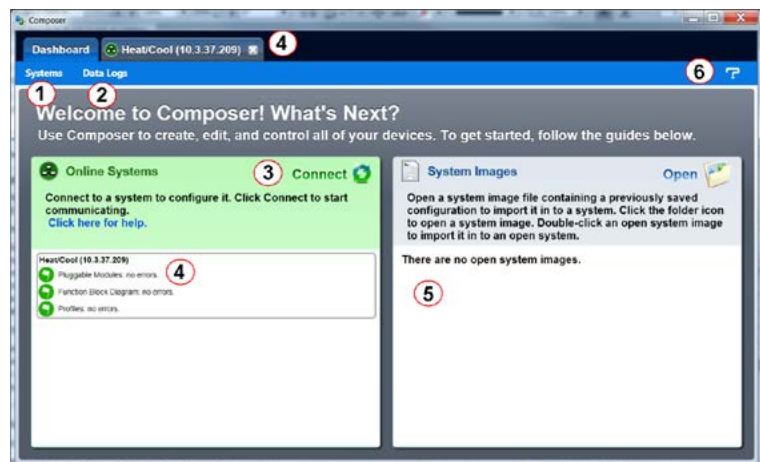 Composer
Dashboard
Heat/Cool (10.3.37.209)
4
Systems
Data Logs
6
?
1
2
Welcome to Composer! What's Next?
Use Composer to create, edit, and control all of your devices. To get started, follow the guides below.
Online Systems
3
Connect
Connect to a system to configure it. Click Connect to start
communicating.
Click here for help.
Heat/Cool (10.3.37.209)
4
Pluggable Modules: no errors.
Function Block Diagram: no errors.
Profiles: no errors.
System Images
Open
Open a system image file containing a previously saved
configuration to import it in to a system. Click the folder icon
to open a system image. Double-click an open system image
to import it in to an open system.
There are no open system images.
5